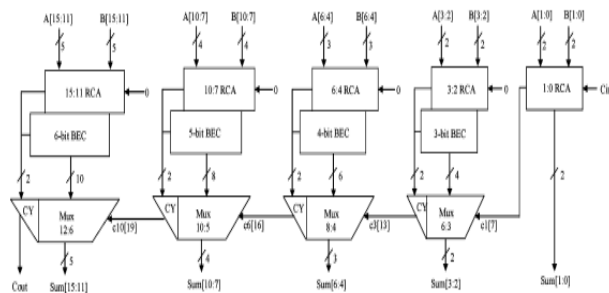 A[15:11] B[15:11] A[10:7] B[10:7] A[6:4] B[6:4] A[3:2] B[3:2] A[1:0] B[1:0]
5 5 4 4 3 3 2 2 2 2
15:11 RCA 0 10:7 RCA 0 6:4 RCA 0 3:2 RCA 0 1:0 RCA Cin
6-bit BEC 5-bit BEC 4-bit BEC 3-bit BEC
2 10 2 8 2 6 2 4 2
CY Mux 12:6 c10[19] CY Mux 10:5 c6[16] CY Mux 8:4 c3[13] CY Mux 6:3 c1[7]
5 4 3 2
Cout Sum[15:11] Sum[10:7] Sum[6:4] Sum[3:2] Sum[1:0]